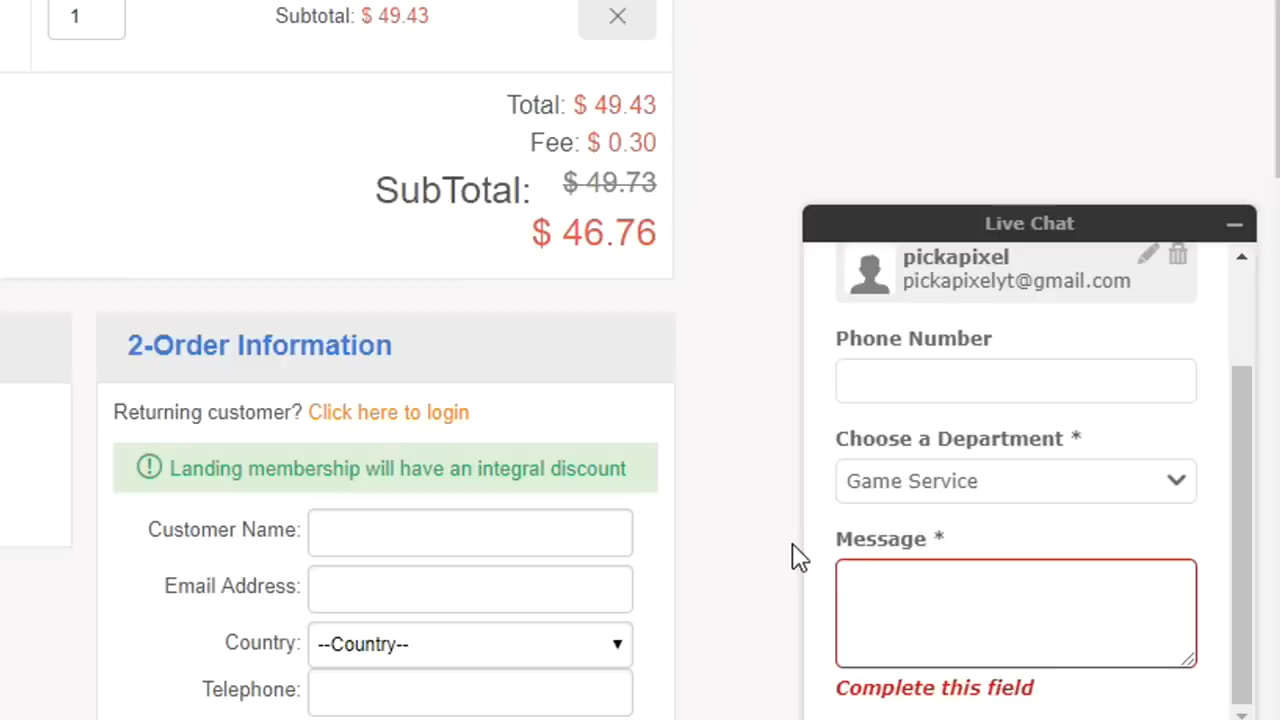 1
Subtotal: $ 49.43
Total: $ 49.43
Fee: $ 0.30
SubTotal: $ 49.73
$ 46.76
2-Order Information
Returning customer? Click here to login
Landing membership will have an integral discount
Customer Name:
Email Address:
Country: --Country--
Telephone:
Live Chat
pickapixel
pickapixelyt@gmail.com
Phone Number
Choose a Department *
Game Service
Message *
Complete this field